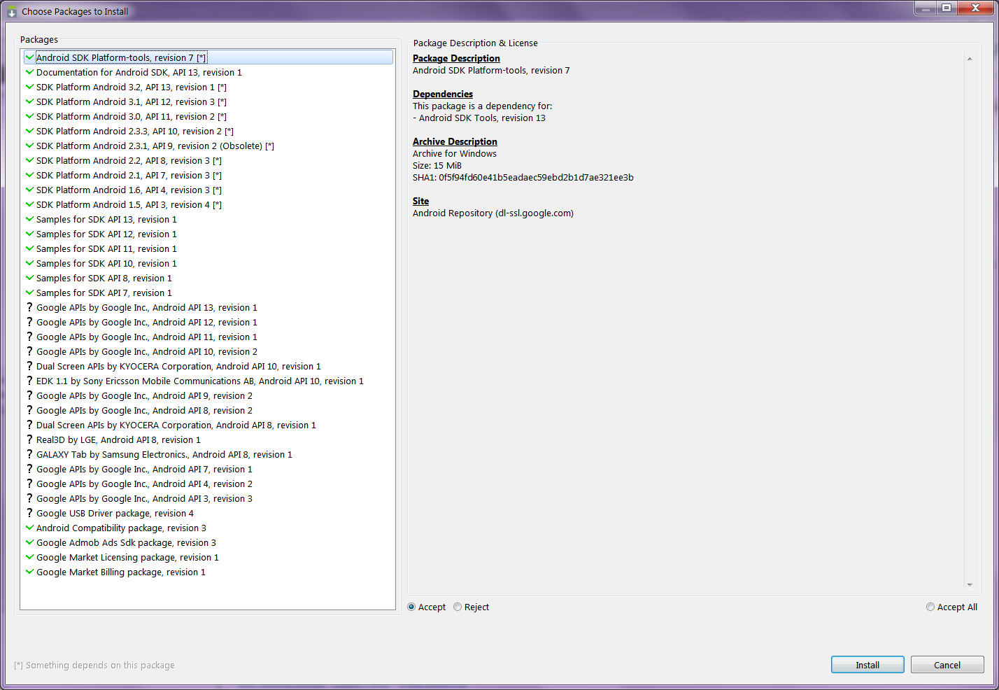 Choose Packages to Install
Packages
Android SDK Platform-tools, revision 7 [*]
Documentation for Android SDK, API 13, revision 1
SDK Platform Android 3.2, API 13, revision 1 [*]
SDK Platform Android 3.1, API 12, revision 3 [*]
SDK Platform Android 3.0, API 11, revision 2 [*]
SDK Platform Android 2.3.3, API 10, revision 2 [*]
SDK Platform Android 2.3.1, API 9, revision 2 (Obsolete) [*]
SDK Platform Android 2.2, API 8, revision 3 [*]
SDK Platform Android 2.1, API 7, revision 3 [*]
SDK Platform Android 1.6, API 4, revision 3 [*]
SDK Platform Android 1.5, API 3, revision 4 [*]
Samples for SDK API 13, revision 1
Samples for SDK API 12, revision 1
Samples for SDK API 11, revision 1
Samples for SDK API 10, revision 1
Samples for SDK API 8, revision 1
Samples for SDK API 7, revision 1
? Google APIs by Google Inc., Android API 13, revision 1
? Google APIs by Google Inc., Android API 12, revision 1
? Google APIs by Google Inc., Android API 11, revision 1
? Google APIs by Google Inc., Android API 10, revision 2
? Dual Screen APIs by KYOCERA Corporation, Android API 10, revision 1
? EDK 1.1 by Sony Ericsson Mobile Communications AB, Android API 10, revision 1
? Google APIs by Google Inc., Android API 9, revision 2
? Google APIs by Google Inc., Android API 8, revision 2
? Dual Screen APIs by KYOCERA Corporation, Android API 8, revision 1
? Real3D by LGE, Android API 8, revision 1
? GALAXY Tab by Samsung Electronics., Android API 8, revision 1
? Google APIs by Google Inc., Android API 7, revision 1
? Google APIs by Google Inc., Android API 4, revision 2
? Google APIs by Google Inc., Android API 3, revision 3
? Google USB Driver package, revision 4
Android Compatibility package, revision 3
Google Admob Ads Sdk package, revision 3
Google Market Licensing package, revision 1
Google Market Billing package, revision 1
Package Description & License
Package Description
Android SDK Platform-tools, revision 7
Dependencies
This package is a dependency for:
- Android SDK Tools, revision 13
Archive Description
Archive for Windows
Size: 15 MiB
SHA1: 0f5f94fd60e41b5eadaec59ebd2b1d7ae321ee3b
Site
Android Repository (dl-ssl.google.com)
Accept Reject Accept All
[*] Something depends on this package
Install Cancel